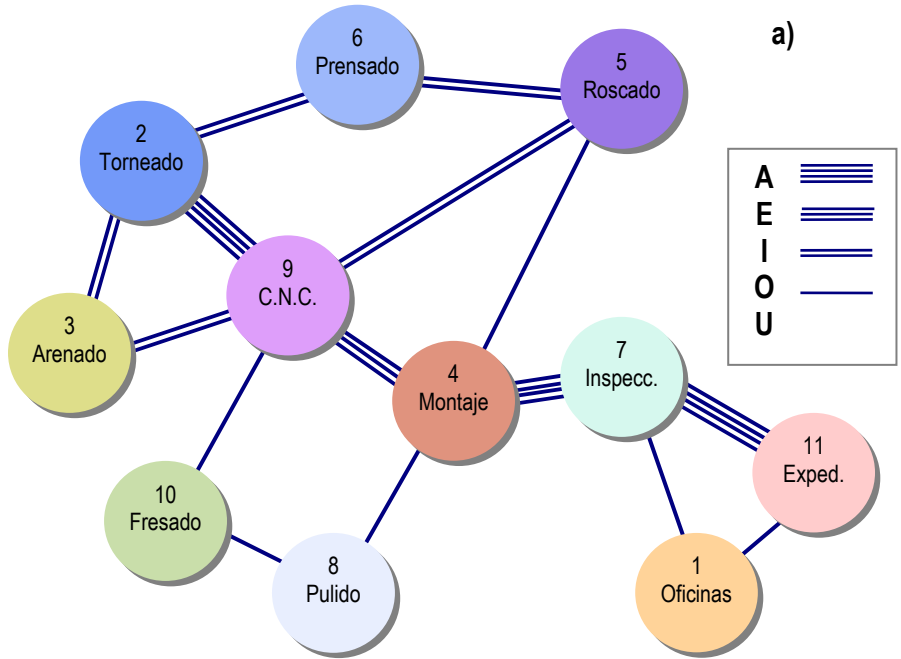 a)
6
Prensado
5
Roscado
2
Torneado
A
E
I
O
U
9
C.N.C.
3
Arenado
7
Inspecc.
4
Montaje
11
Exped.
10
Fresado
8
Pulido
1
Oficinas